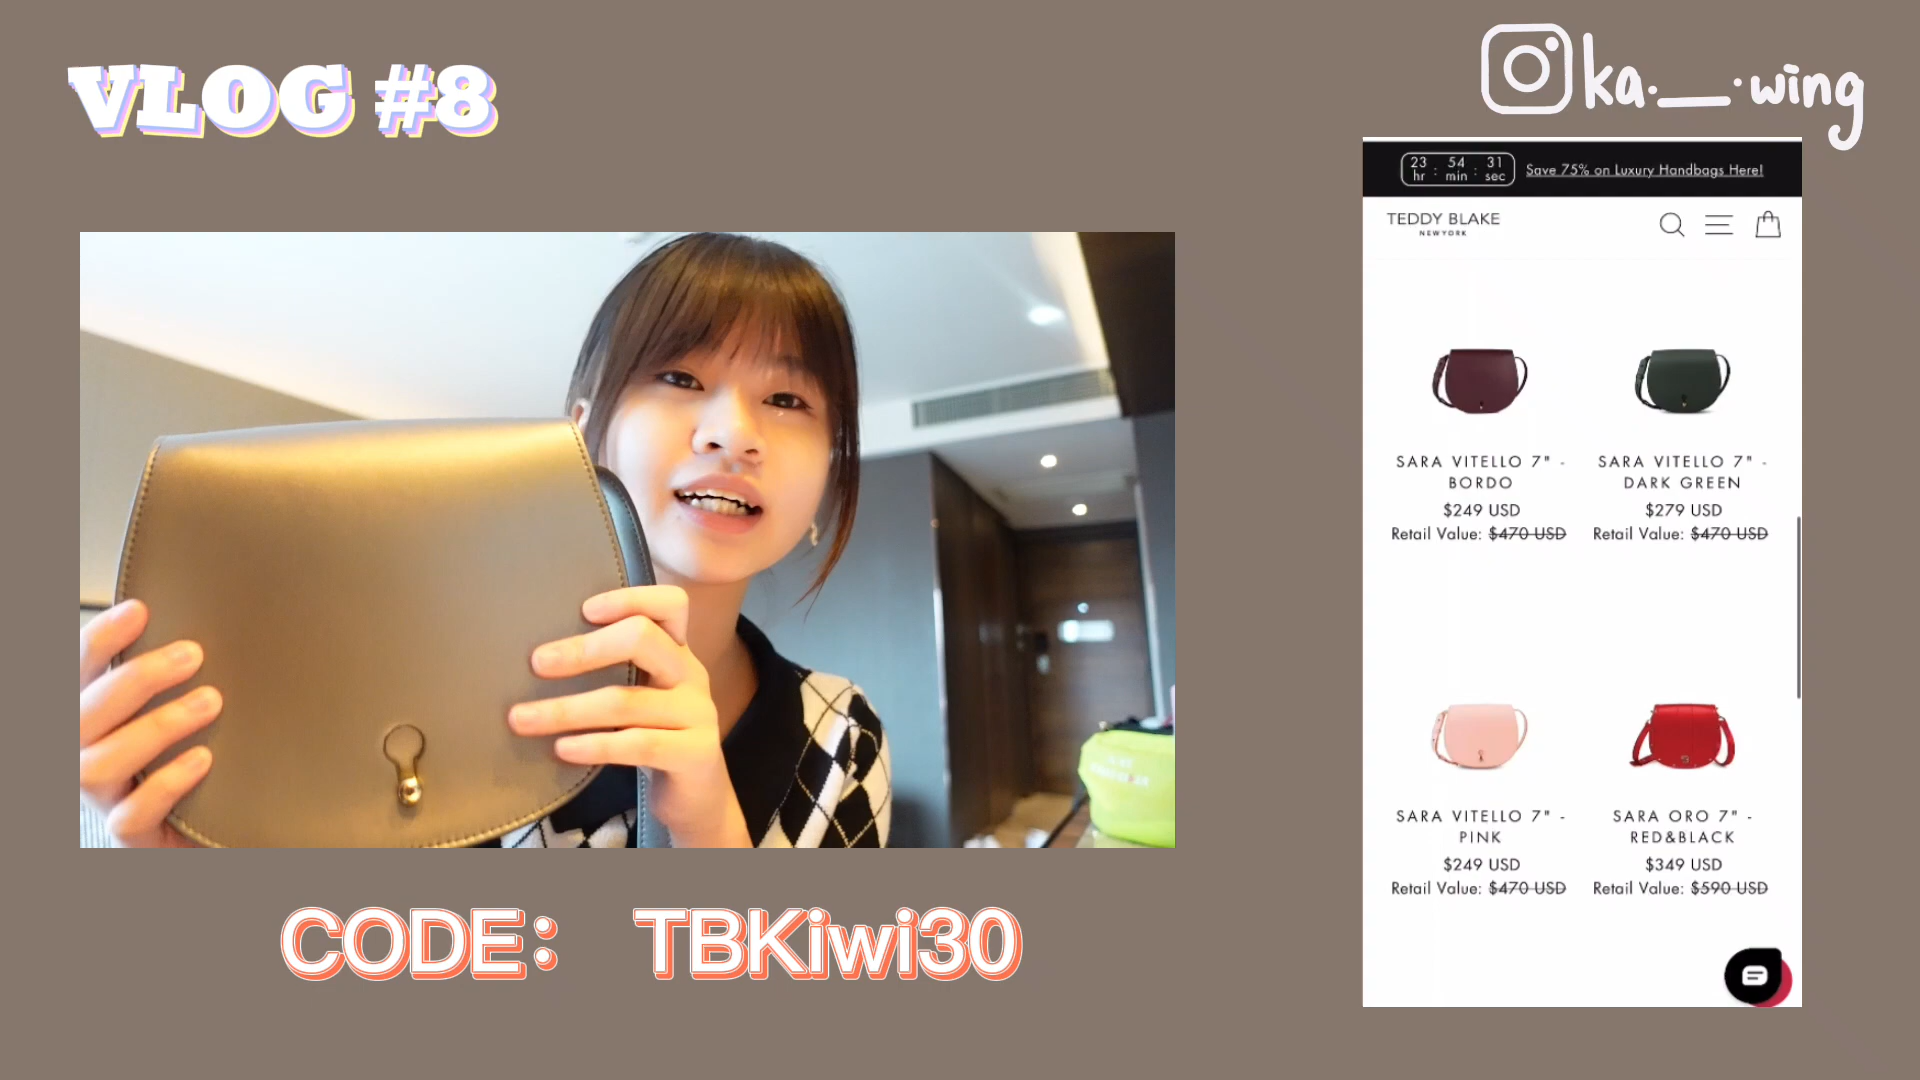 VLOG #8
ka.__.wing
23 : 54 : 31
hr min sec
Save 75% on Luxury Handbags Here!
TEDDY BLAKE
NEW YORK
SARA VITELLO 7" -
BORDO
$249 USD
Retail Value: $470 USD
SARA VITELLO 7" -
DARK GREEN
$279 USD
Retail Value: $470 USD
SARA VITELLO 7" -
PINK
$249 USD
Retail Value: $470 USD
SARA ORO 7" -
RED&BLACK
$349 USD
Retail Value: $590 USD
CODE: TBKiwi30